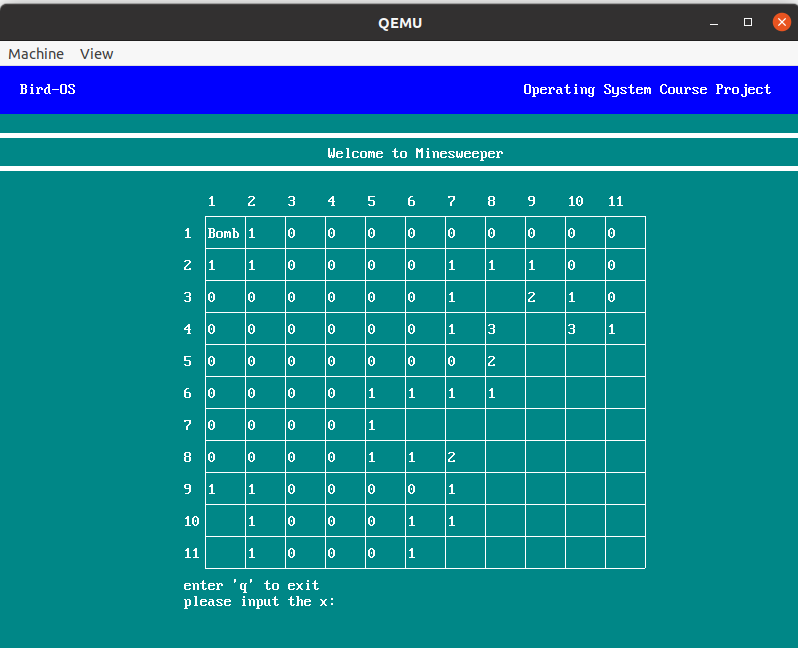 QEMU
Machine View
Bird-OS Operating System Course Project
Welcome to Minesweeper
1 2 3 4 5 6 7 8 9 10 11
1 Bomb 1 0 0 0 0 0 0 0 0 0
2 1 1 0 0 0 0 1 1 1 0 0
3 0 0 0 0 0 0 1 2 1 0
4 0 0 0 0 0 0 1 3 3 1
5 0 0 0 0 0 0 0 2
6 0 0 0 0 1 1 1 1
7 0 0 0 0 1
8 0 0 0 0 1 1 2
9 1 1 0 0 0 0 1
10 1 0 0 0 1 1
11 1 0 0 0 1
enter 'q' to exit
please input the x: